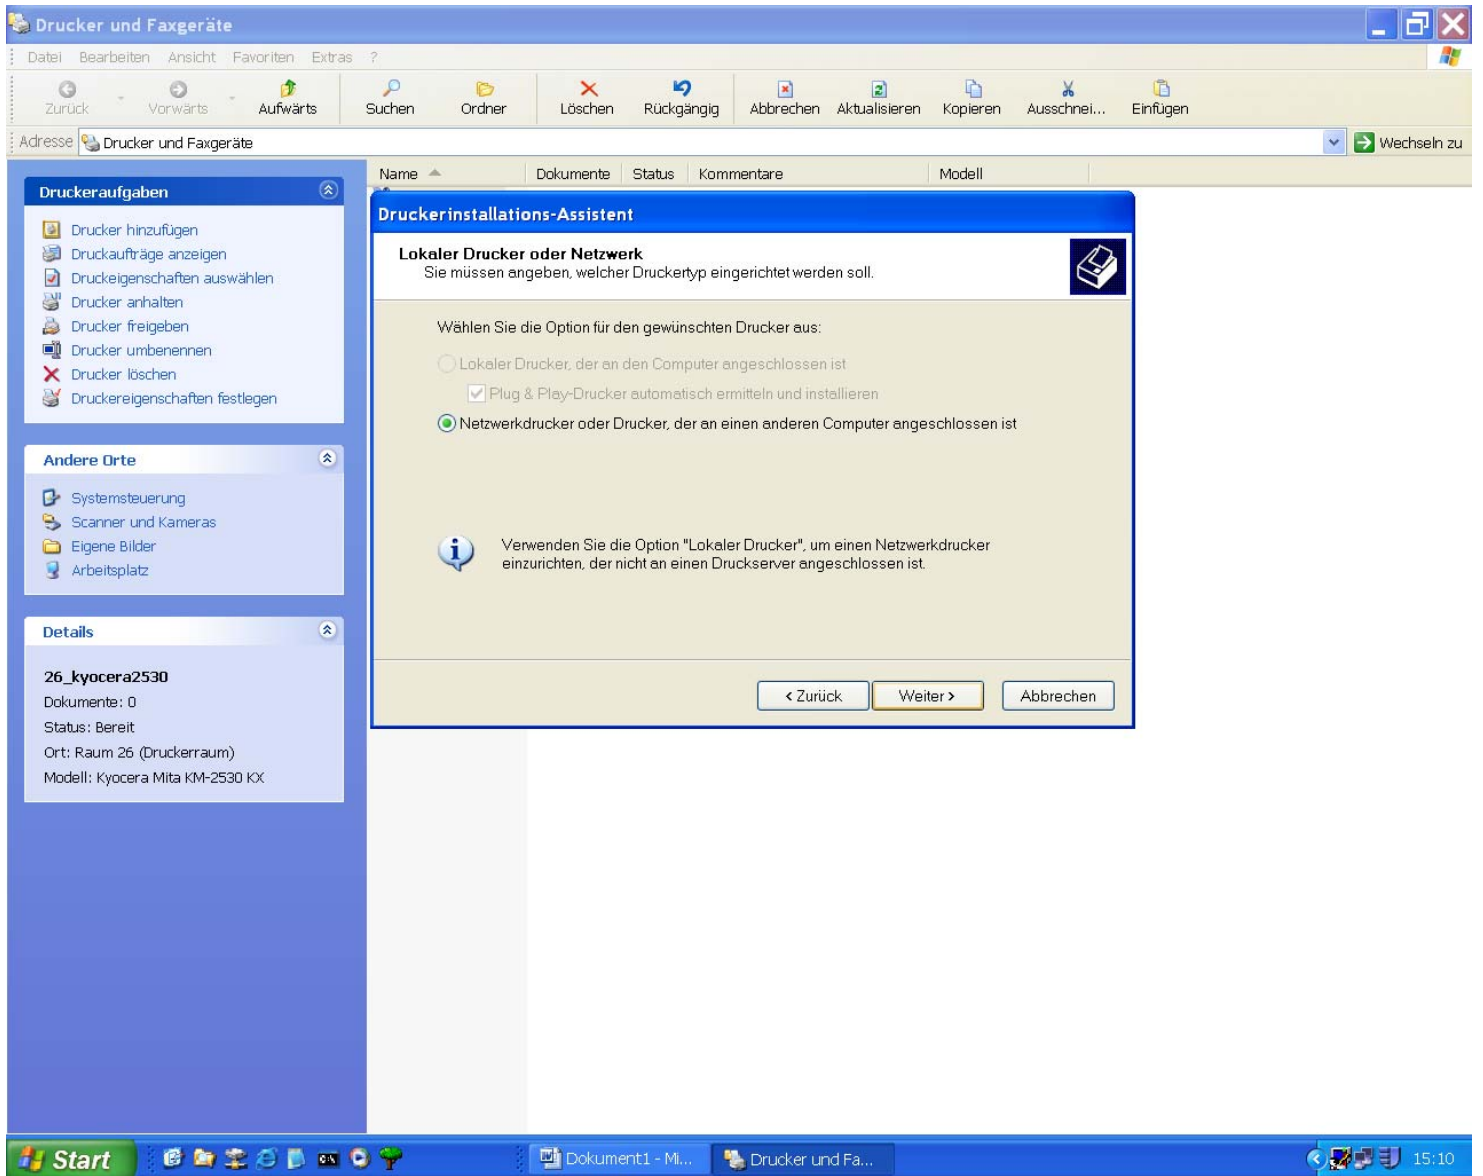 Drucker und Faxgeräte
Datei Bearbeiten Ansicht Favoriten Extras ?
Zurück Vorwärts Aufwärts Suchen Ordner Löschen Rückgängig Abbrechen Aktualisieren Kopieren Ausschnei... Einfügen
Adresse Drucker und Faxgeräte Wechseln zu
Name Dokumente Status Kommentare Modell
Druckeraufgaben
Drucker hinzufügen
Druckaufträge anzeigen
Druckeigenschaften auswählen
Drucker anhalten
Drucker freigeben
Drucker umbenennen
Drucker löschen
Druckereigenschaften festlegen
Andere Orte
Systemsteuerung
Scanner und Kameras
Eigene Bilder
Arbeitsplatz
Details
26_kyocera2530
Dokumente: 0
Status: Bereit
Ort: Raum 26 (Druckerraum)
Modell: Kyocera Mita KM-2530 KX
Druckerinstallations-Assistent
Lokaler Drucker oder Netzwerk
Sie müssen angeben, welcher Druckertyp eingerichtet werden soll.
Wählen Sie die Option für den gewünschten Drucker aus:
Lokaler Drucker, der an den Computer angeschlossen ist
Plug & Play-Drucker automatisch ermitteln und installieren
Netzwerkdrucker oder Drucker, der an einen anderen Computer angeschlossen ist
Verwenden Sie die Option "Lokaler Drucker", um einen Netzwerkdrucker
einzurichten, der nicht an einen Druckserver angeschlossen ist.
< Zurück Weiter > Abbrechen
Start Dokument1 - Mi... Drucker und Fa... 15:10